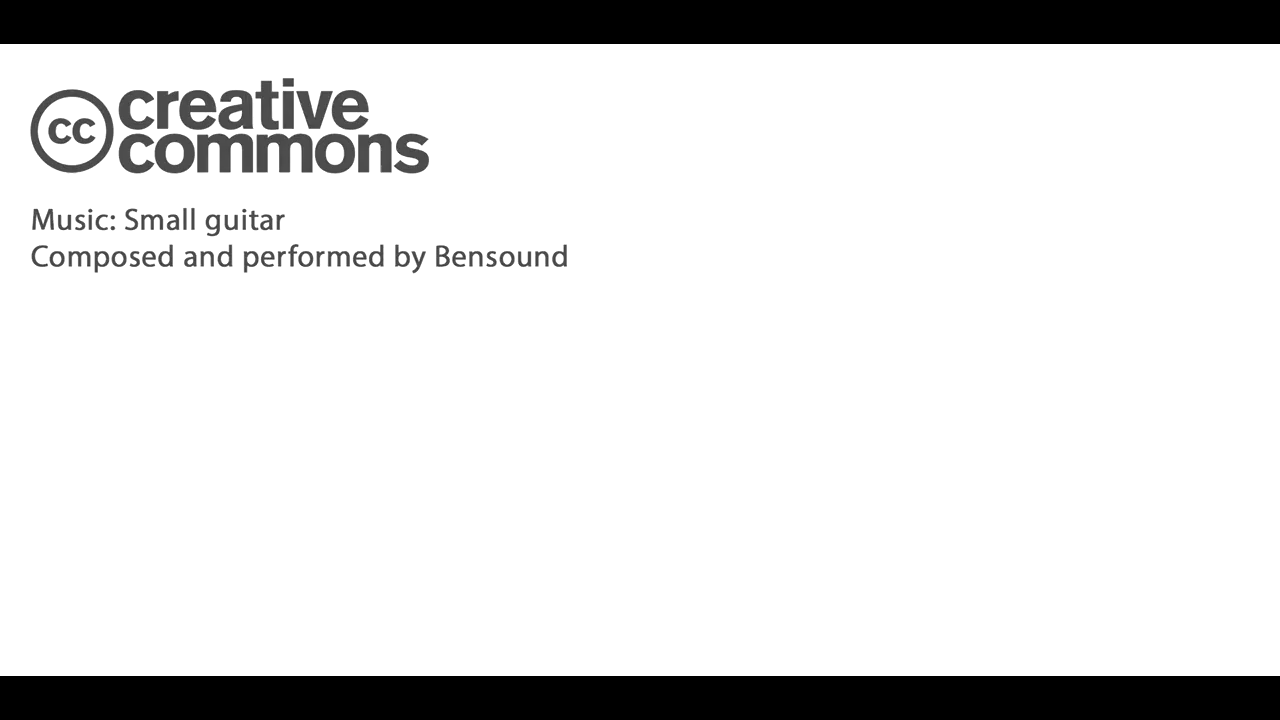 cc creative
commons
Music: Small guitar
Composed and performed by Bensound